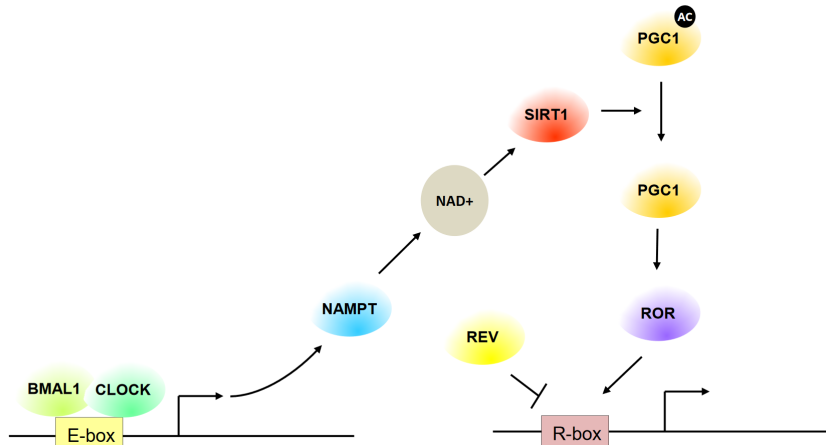 AC
PGC1
SIRT1
PGC1
NAD+
NAMPT
ROR
REV
BMAL1 CLOCK
E-box
R-box